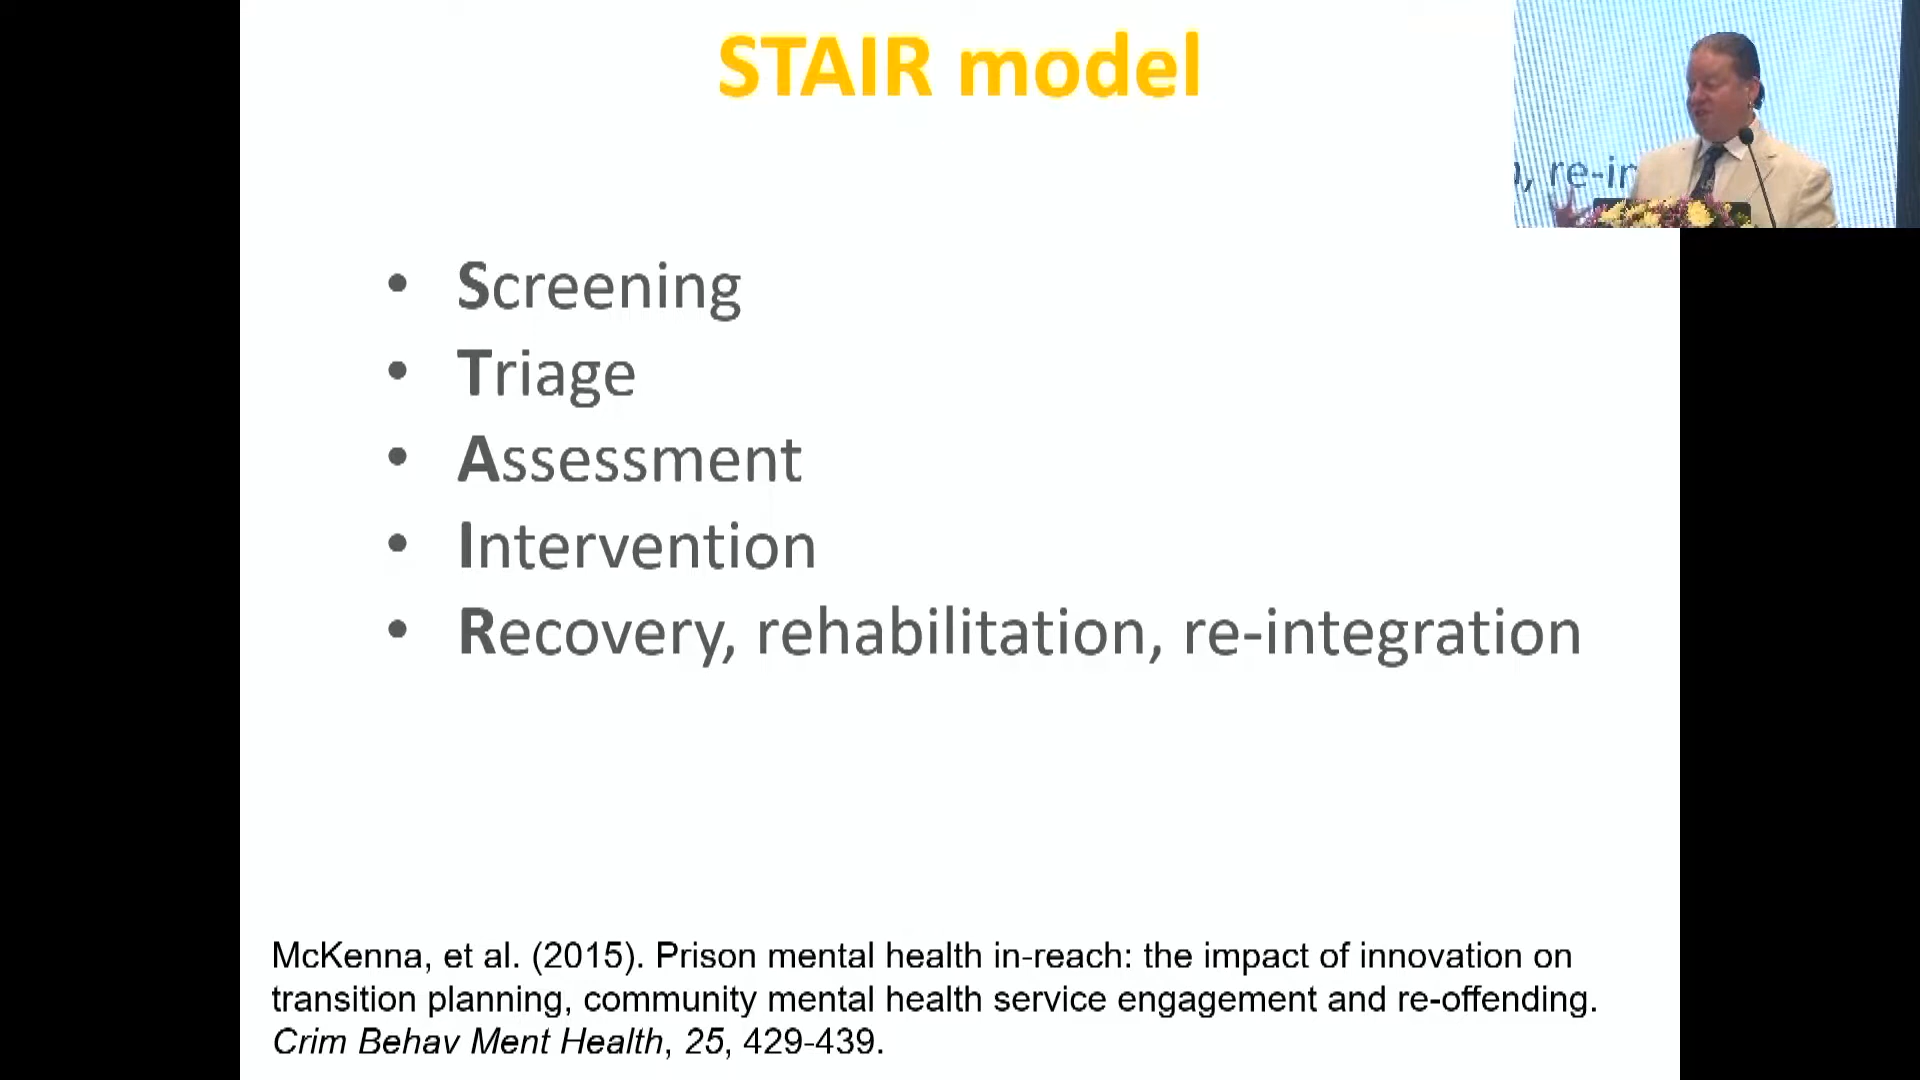 STAIR model
, re-in
• Screening
• Triage
• Assessment
• Intervention
• Recovery, rehabilitation, re-integration
McKenna, et al. (2015). Prison mental health in-reach: the impact of innovation on
transition planning, community mental health service engagement and re-offending.
Crim Behav Ment Health, 25, 429-439.